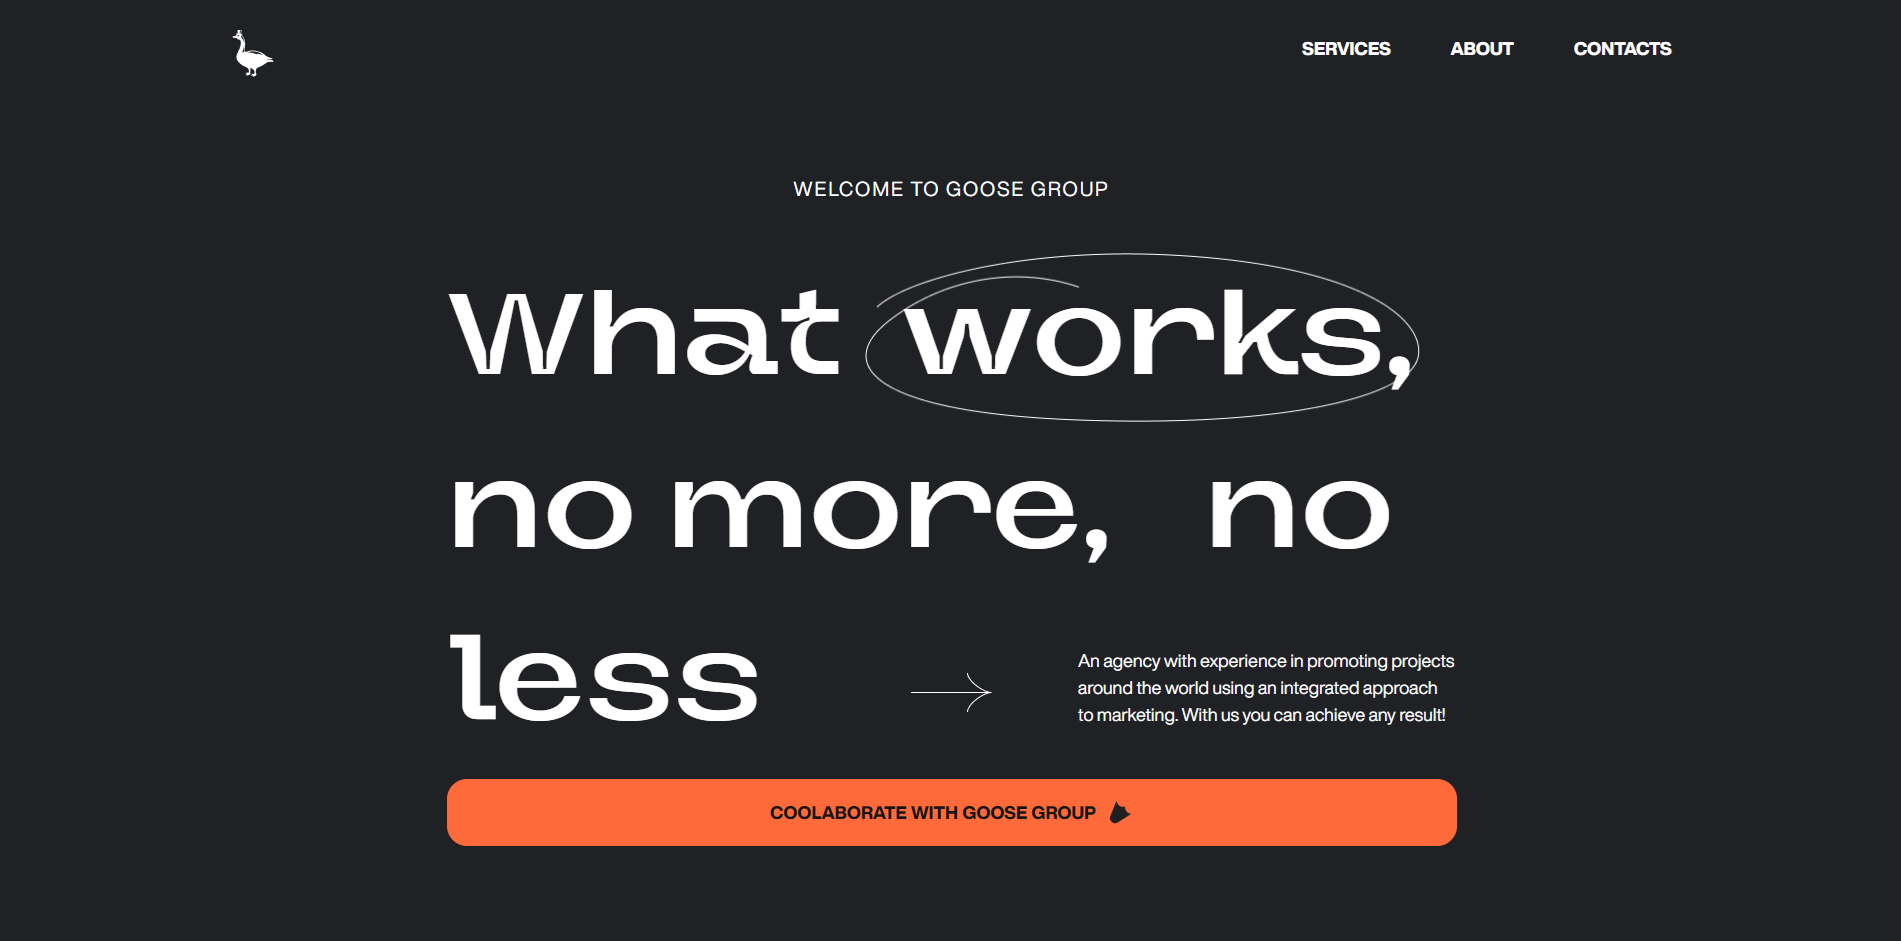 SERVICES ABOUT CONTACTS
WELCOME TO GOOSE GROUP
What works,
no more, no
less
An agency with experience in promoting projects
around the world using an integrated approach
to marketing. With us you can achieve any result!
COOLABORATE WITH GOOSE GROUP